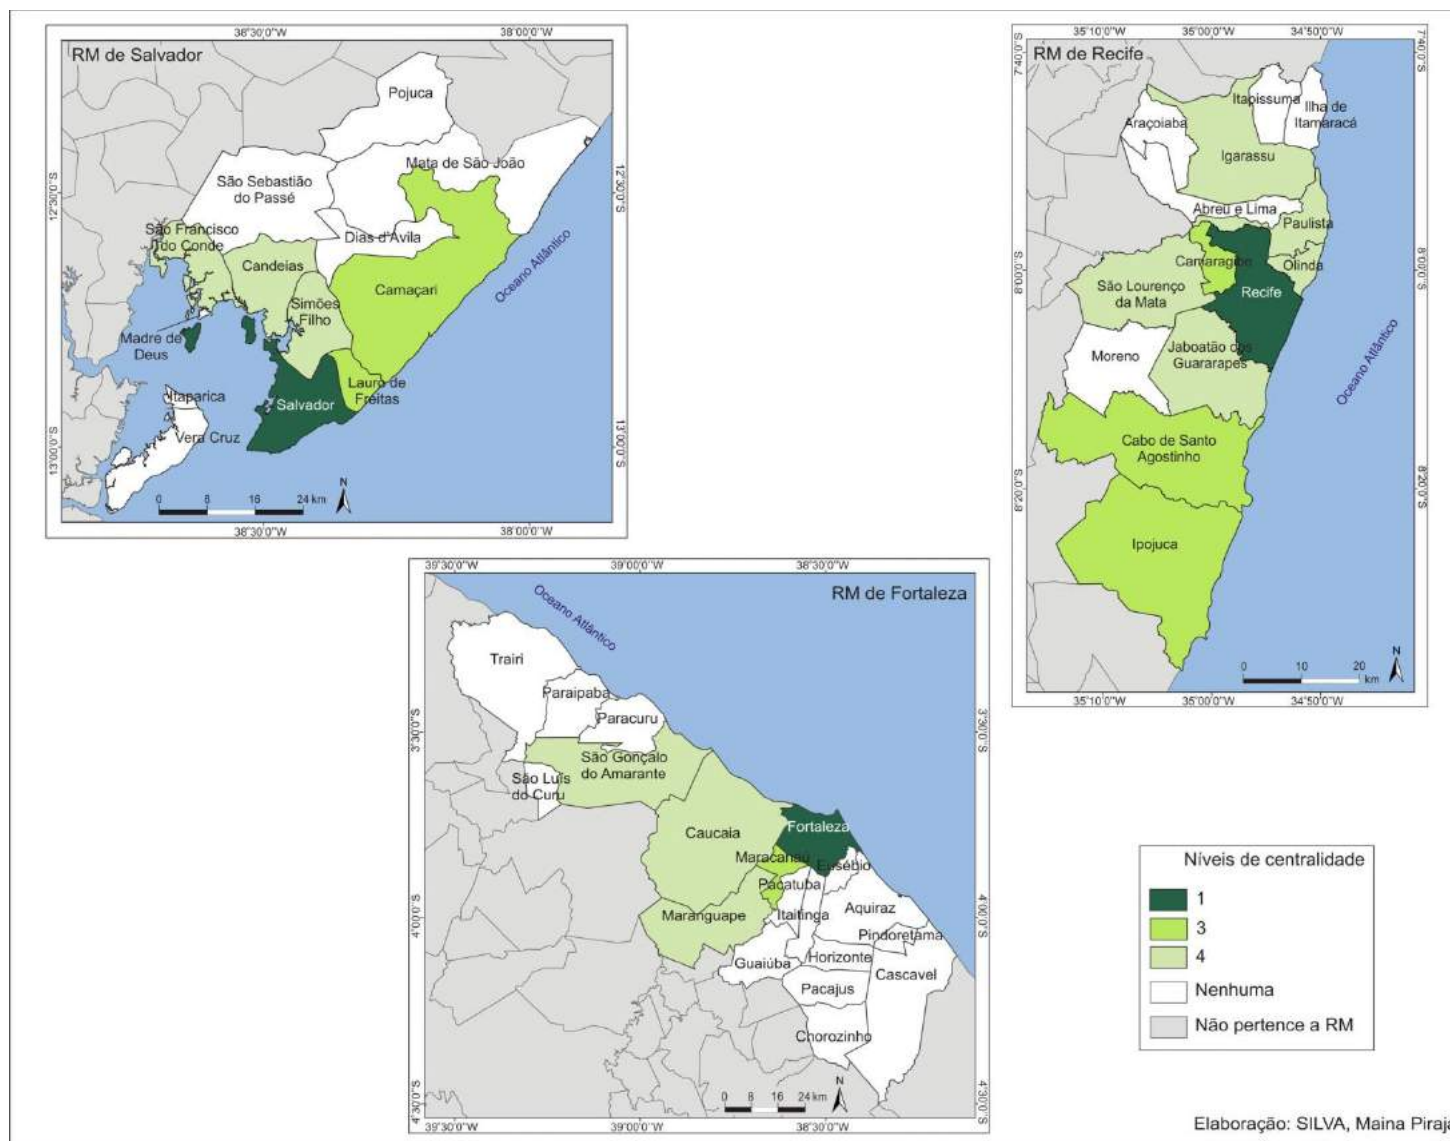 RM de Salvador
38°30'0"W
38°00'0"W
12°30'0"S
13°00'0"S
12°30'0"S
13°00'0"S
Pojuca
Mata de São João
São Sebastião
do Passé
São Francisco
do Conde
Dias d'Ávila
Candeias
Camaçari
Simões
Filho
Madre de
Deus
Lauro de
Freitas
Salvador
Itaparica
Vera Cruz
Oceano Atlântico
N
0 8 16 24 km
38°30'0"W
38°00'0"W
RM de Recife
35°10'0"W
35°00'0"W
34°50'0"W
7°40'0"S
8°00'0"S
8°20'0"S
7°40'0"S
8°00'0"S
8°20'0"S
Itapissuma
Ilha de
Itamaracá
Araçoiaba
Igarassu
Abreu e Lima
Paulista
Camaragibe
Olinda
Recife
São Lourenço
da Mata
Moreno
Jaboatão dos
Guararapes
Cabo de Santo
Agostinho
Ipojuca
Oceano Atlântico
N
0 10 20
km
35°10'0"W
35°00'0"W
34°50'0"W
RM de Fortaleza
39°30'0"W
39°00'0"W
38°30'0"W
3°30'0"S
4°00'0"S
4°30'0"S
3°30'0"S
4°00'0"S
4°30'0"S
Oceano Atlântico
Trairi
Paraipaba
Paracuru
São Gonçalo
do Amarante
São Luís
do Curu
Caucaia
Fortaleza
Maracanaú
Eusébio
Pacatuba
Maranguape
Itaitinga
Aquiraz
Pindoretama
Guaiúba
Horizonte
Cascavel
Pacajus
Chorozinho
N
0 8 16 24 km
39°30'0"W
39°00'0"W
38°30'0"W
Níveis de centralidade
1
3
4
Nenhuma
Não pertence a RM
Elaboração: SILVA, Maina Piraj